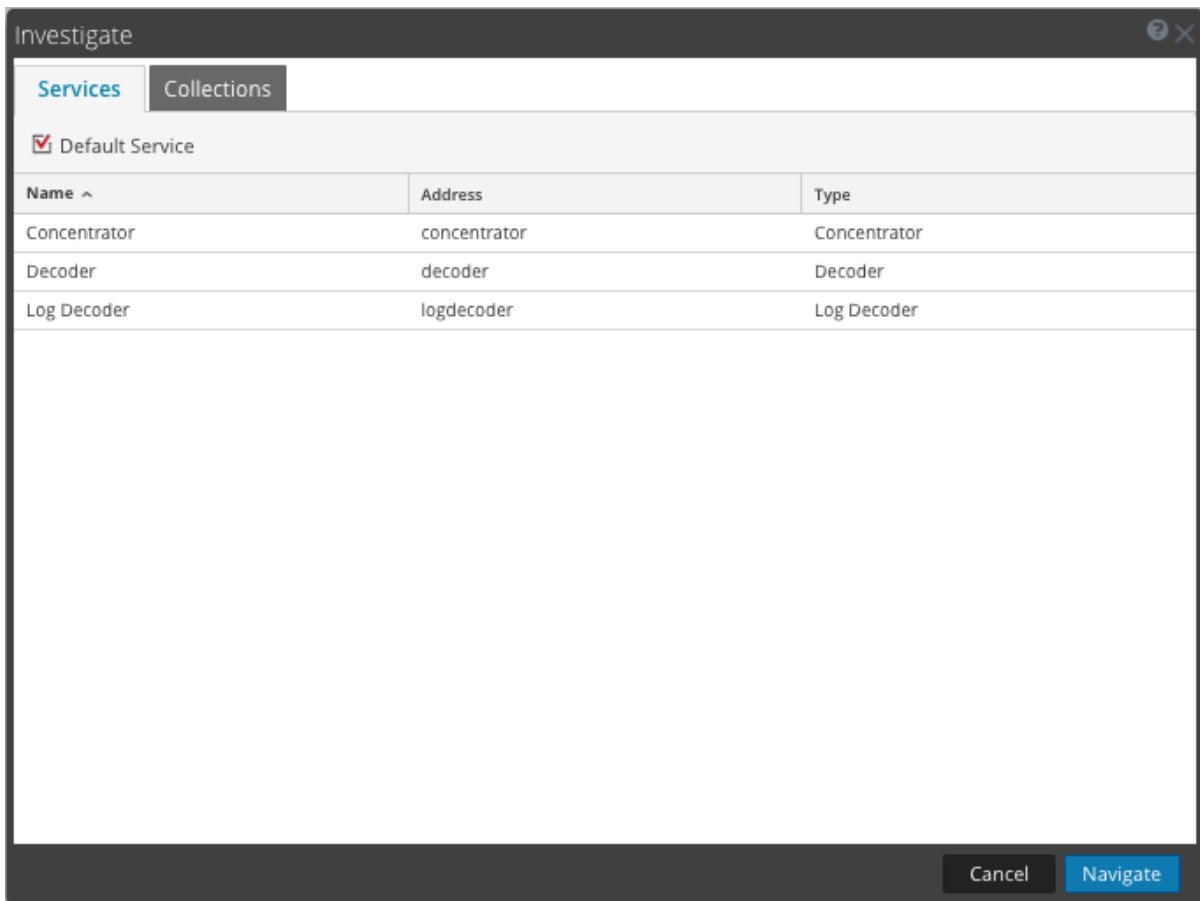 Investigate
Services Collections
Default Service
Name Address Type
Concentrator concentrator Concentrator
Decoder decoder Decoder
Log Decoder logdecoder Log Decoder
Cancel Navigate